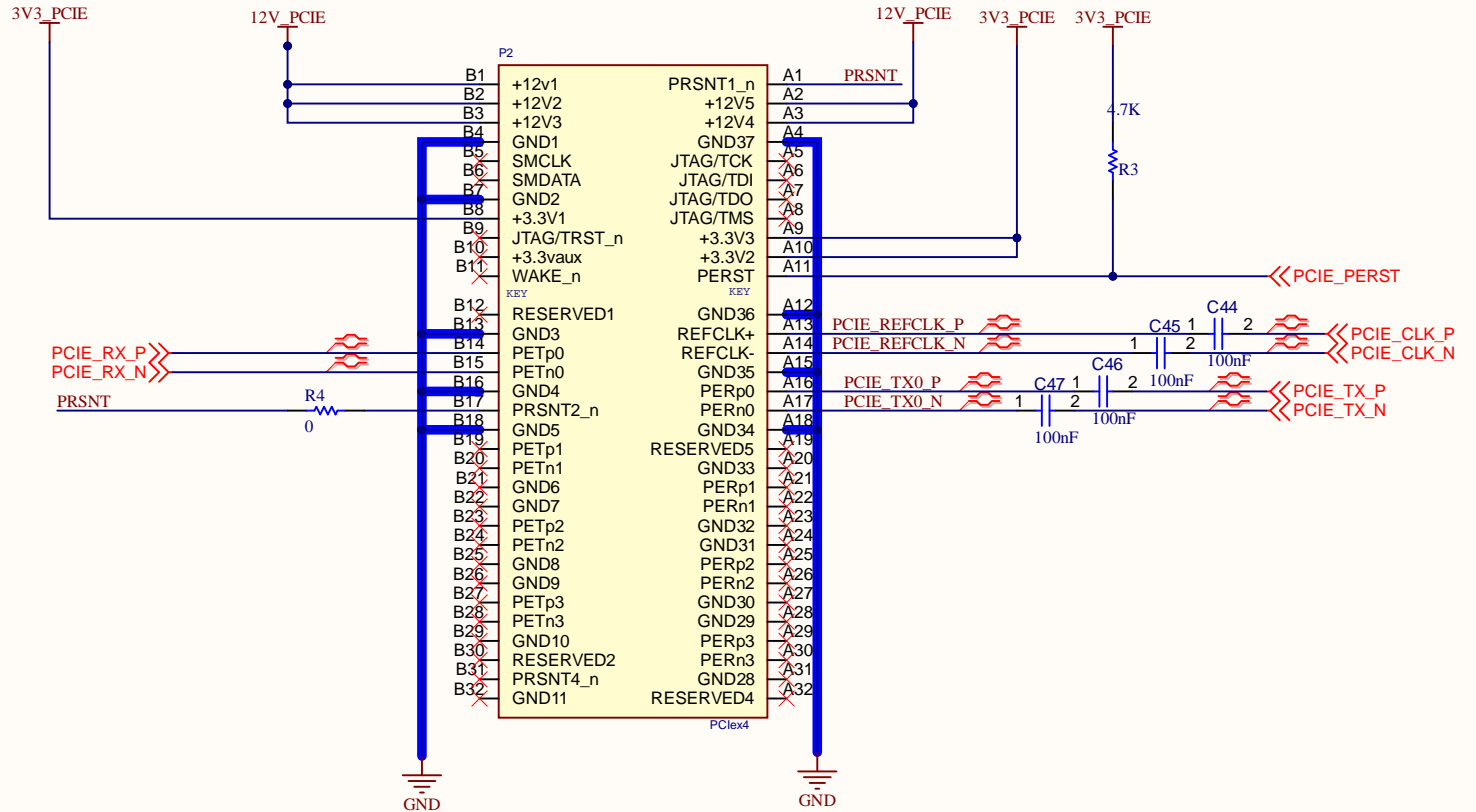 3V3_PCIE
12V_PCIE
12V_PCIE
3V3_PCIE
3V3_PCIE
P2
B1 +12v1 PRSNT1_n A1 PRSNT
B2 +12V2 +12V5 A2
B3 +12V3 +12V4 A3
4.7K
B4 GND1 GND37 A4
B5 SMCLK JTAG/TCK A5
B6 SMDATA JTAG/TDI A6
R3
B7 GND2 JTAG/TDO A7
B8 +3.3V1 JTAG/TMS A8
B9 JTAG/TRST_n +3.3V3 A9
B10 +3.3vaux +3.3V2 A10
B11 WAKE_n PERST A11 PCIE_PERST
KEY KEY
B12 RESERVED1 GND36 A12
C44
B13 GND3 REFCLK+ A13 PCIE_REFCLK_P 1 2 PCIE_CLK_P
C45
100nF
PCIE_RX_P B14 PETp0 REFCLK- A14 PCIE_REFCLK_N 1 2 PCIE_CLK_N
PCIE_RX_N B15 PETn0 GND35 A15
C46
100nF
B16 GND4 PERp0 A16 PCIE_TX0_P 1 2 PCIE_TX_P
C47
100nF
PRSNT R4 0 B17 PRSNT2_n PERn0 A17 PCIE_TX0_N 1 2 PCIE_TX_N
100nF
B18 GND5 GND34 A18
B19 PETp1 RESERVED5 A19
B20 PETn1 GND33 A20
B21 GND6 PERp1 A21
B22 GND7 PERn1 A22
B23 PETp2 GND32 A23
B24 PETn2 GND31 A24
B25 GND8 PERp2 A25
B26 GND9 PERn2 A26
B27 PETp3 GND30 A27
B28 PETn3 GND29 A28
B29 GND10 PERp3 A29
B30 RESERVED2 PERn3 A30
B31 PRSNT4_n GND28 A31
B32 GND11 RESERVED4 A32
PCIex4
GND
GND